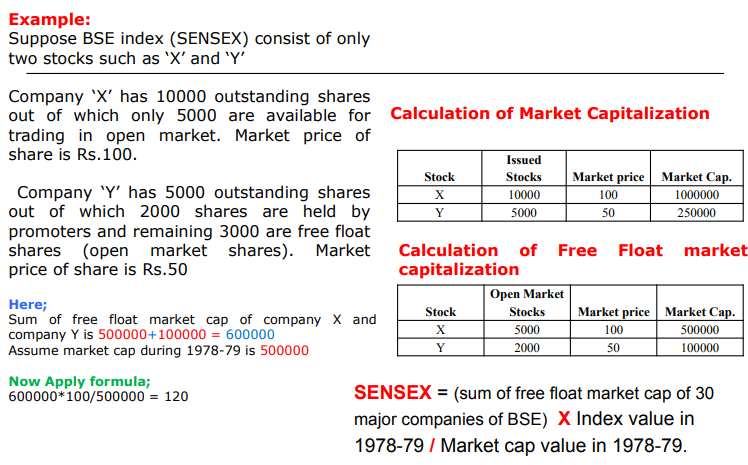 Example:
Suppose BSE index (SENSEX) consist of only
two stocks such as ‘X’ and ‘Y’
Company ‘X’ has 10000 outstanding shares
out of which only 5000 are available for
trading in open market. Market price of
share is Rs.100.
Company ‘Y’ has 5000 outstanding shares
out of which 2000 shares are held by
promoters and remaining 3000 are free float
shares (open market shares). Market
price of share is Rs.50
Here;
Sum of free float market cap of company X and
company Y is 500000+100000 = 600000
Assume market cap during 1978-79 is 500000
Now Apply formula;
600000*100/500000 = 120
Calculation of Market Capitalization
Stock Issued Stocks Market price Market Cap.
X 10000 100 1000000
Y 5000 50 250000
Calculation of Free Float market
capitalization
Stock Open Market Stocks Market price Market Cap.
X 5000 100 500000
Y 2000 50 100000
SENSEX = (sum of free float market cap of 30
major companies of BSE) X Index value in
1978-79 / Market cap value in 1978-79.